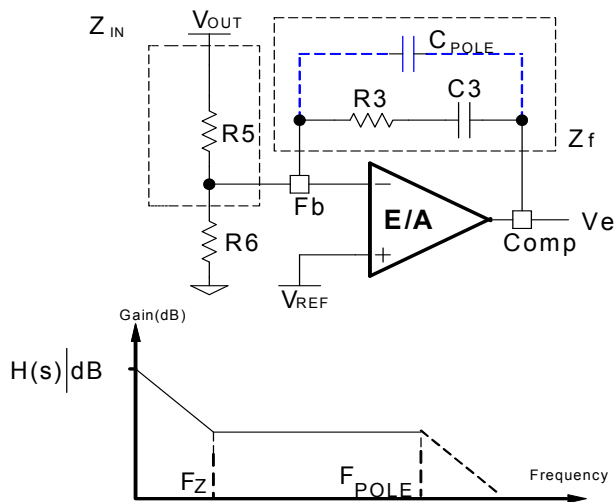 Z IN
VOUT
CPOLE
R3
C3
R5
Zf
Fb
E/A
Ve
R6
Comp
VREF
Gain(dB)
H(s)|dB
FZ
FPOLE
Frequency